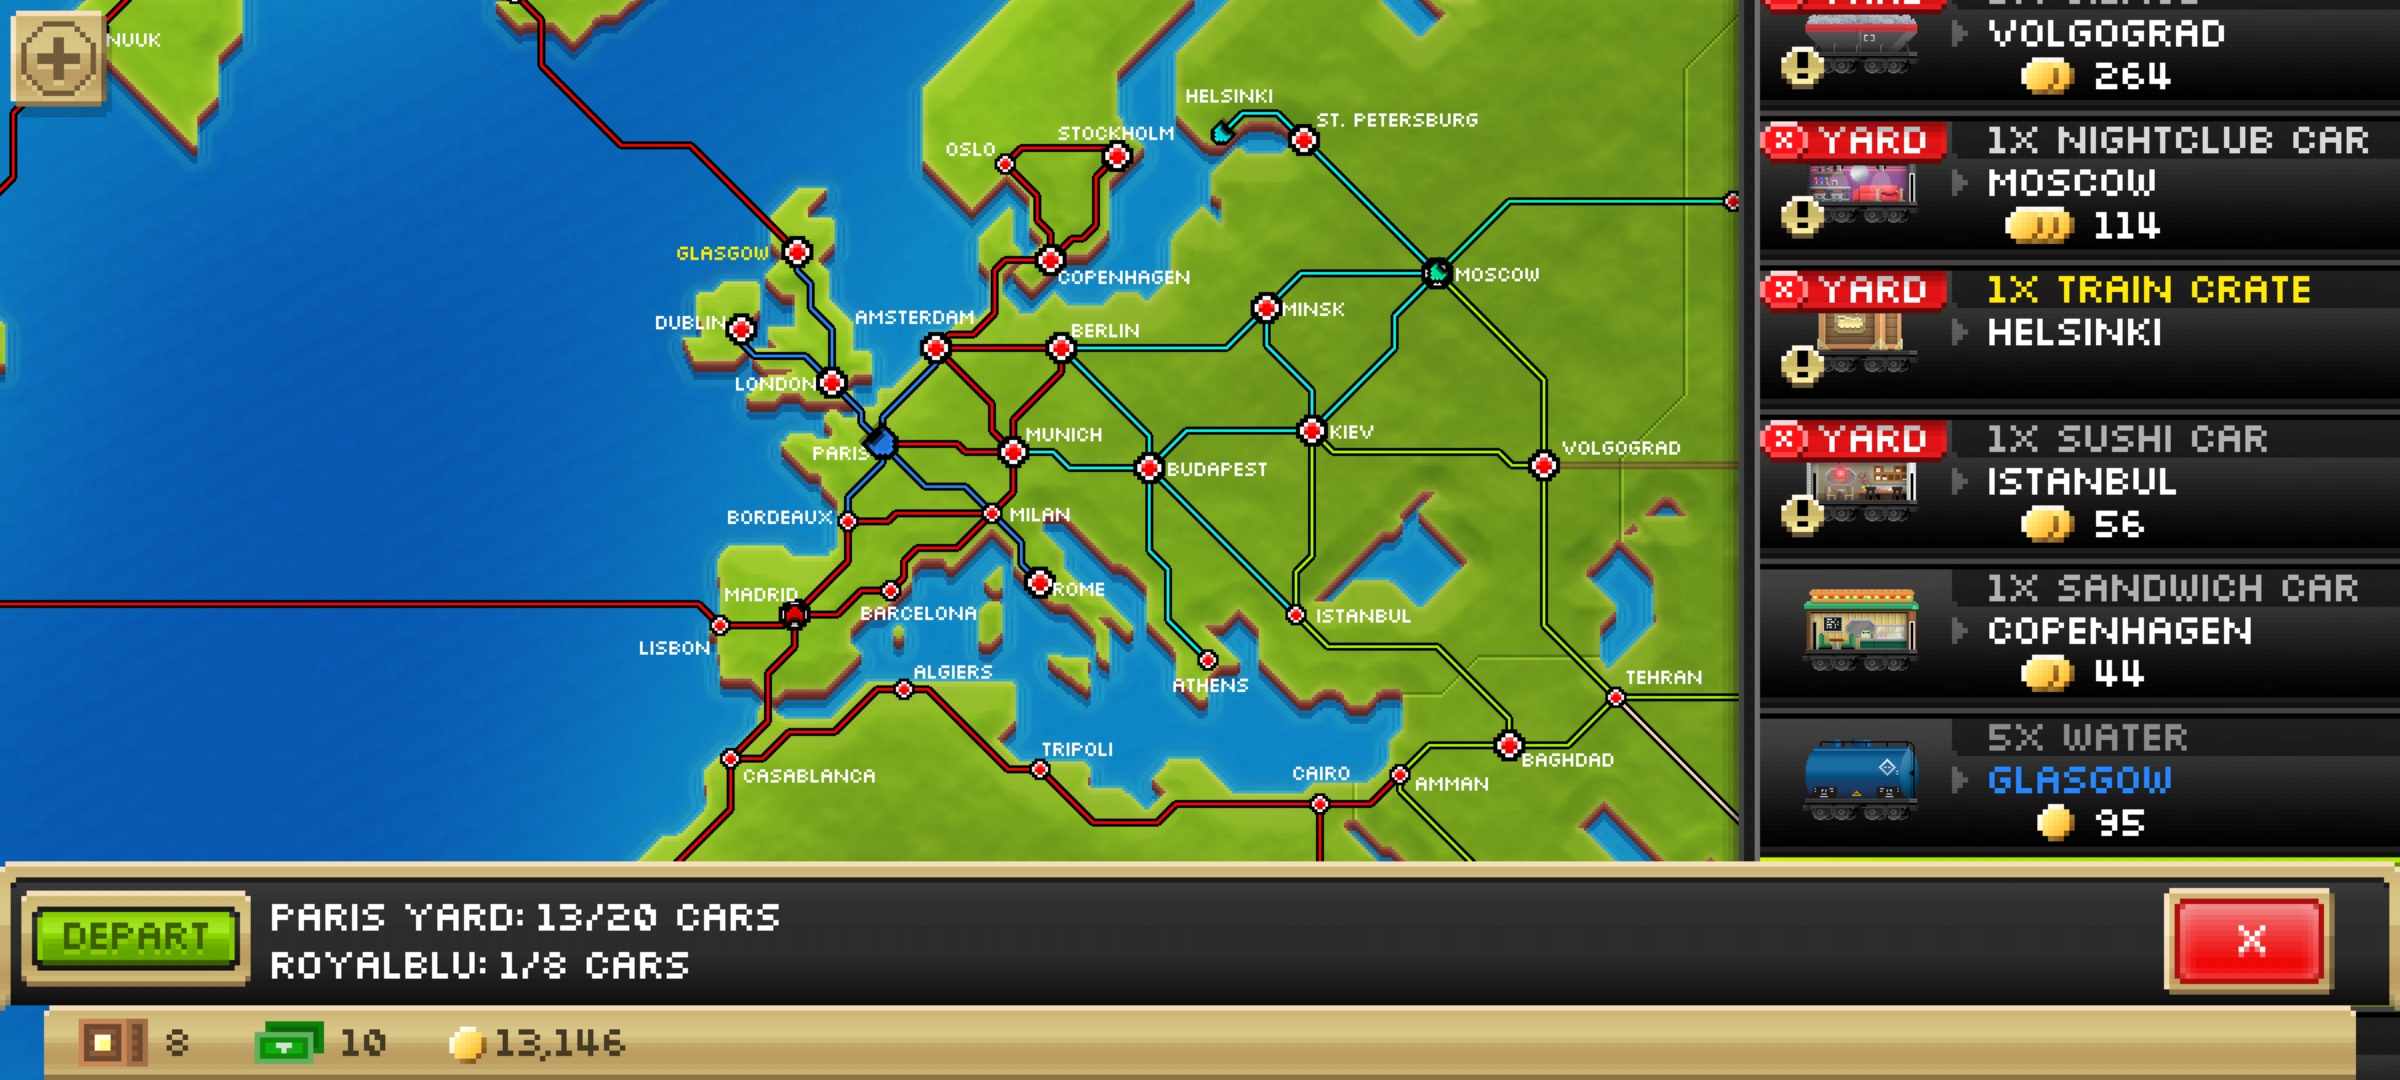 NUUK
HELSINKI
ST. PETERSBURG
STOCKHOLM
OSLO
GLASGOW
COPENHAGEN
MOSCOW
DUBLIN
AMSTERDAM
BERLIN
MINSK
LONDON
PARIS
MUNICH
BUDAPEST
KIEV
VOLGOGRAD
BORDEAUX
MILAN
MADRID
BARCELONA
ROME
ISTANBUL
LISBON
ALGIERS
ATHENS
TEHRAN
CASABLANCA
TRIPOLI
CAIRO
AMMAN
BAGHDAD
VOLGOGRAD
264
YARD
1X NIGHTCLUB CAR
MOSCOW
114
YARD
1X TRAIN CRATE
HELSINKI
YARD
1X SUSHI CAR
ISTANBUL
56
1X SANDWICH CAR
COPENHAGEN
44
5X WATER
GLASGOW
95
DEPART
PARIS YARD: 13/20 CARS
ROYALBLU: 1/8 CARS
X
8
10
13,146